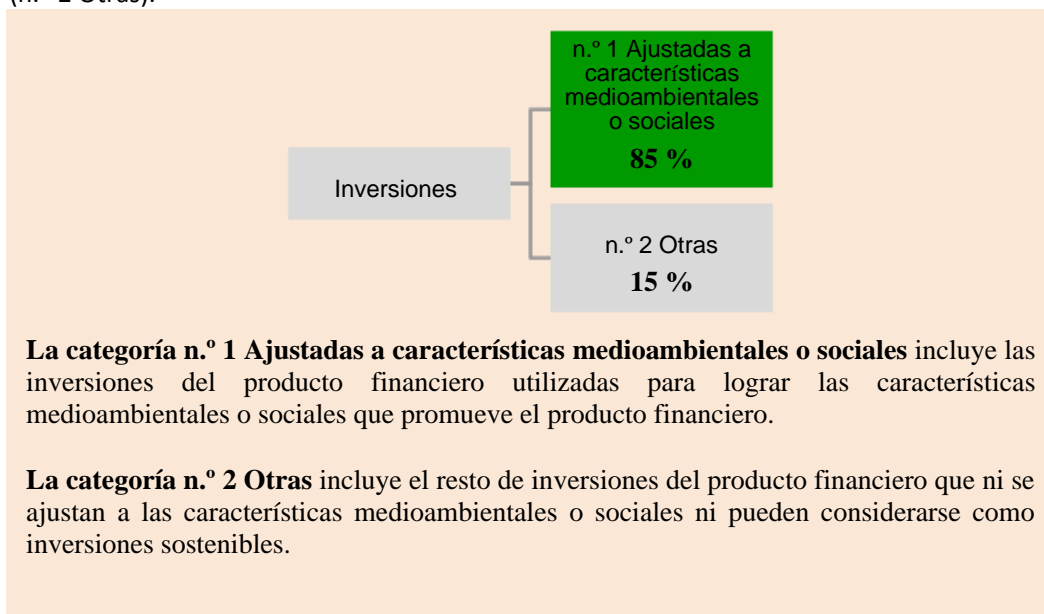 n.º 1 Ajustadas a
características
medioambientales
o sociales
85 %
Inversiones
n.º 2 Otras
15 %
La categoría n.º 1 Ajustadas a características medioambientales o sociales incluye las
inversiones del producto financiero utilizadas para lograr las características
medioambientales o sociales que promueve el producto financiero.
La categoría n.º 2 Otras incluye el resto de inversiones del producto financiero que ni se
ajustan a las características medioambientales o sociales ni pueden considerarse como
inversiones sostenibles.